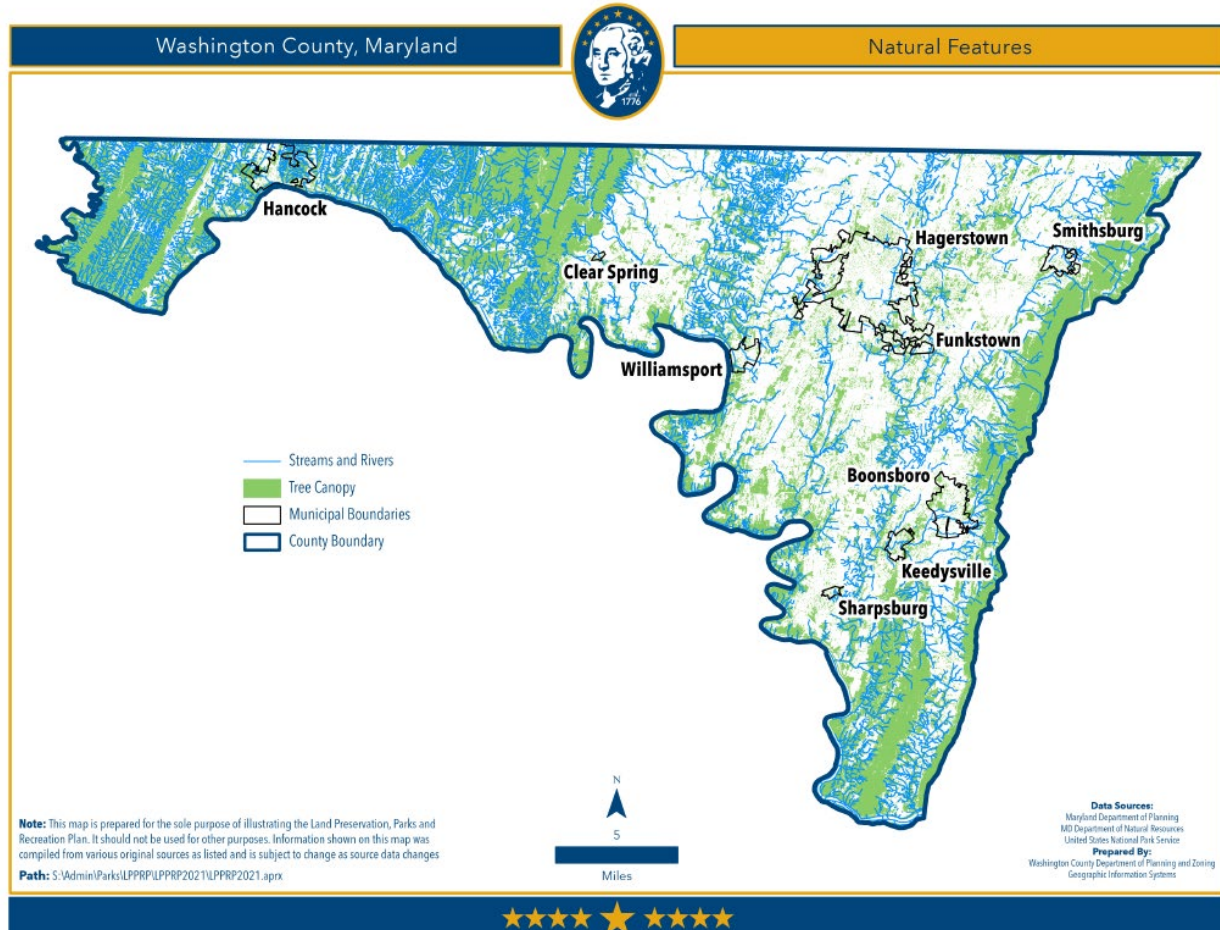 Washington County, Maryland
1776
Natural Features
Hancock
Clear Spring
Hagerstown
Smithsburg
Funkstown
Williamsport
Boonsboro
Keedysville
Sharpsburg
Streams and Rivers
Tree Canopy
Municipal Boundaries
County Boundary
N
5
Miles
Note: This map is prepared for the sole purpose of illustrating the Land Preservation, Parks and
Recreation Plan. It should not be used for other purposes. Information shown on this map was
compiled from various original sources as listed and is subject to change as source data changes
Path: S:\Admin\Parks\LPPRP\LPPRP2021\LPPRP2021.aprx
Data Sources:
Maryland Department of Planning
MD Department of Natural Resources
United States National Park Service
Prepared By:
Washington County Department of Planning and Zoning
Geographic Information Systems